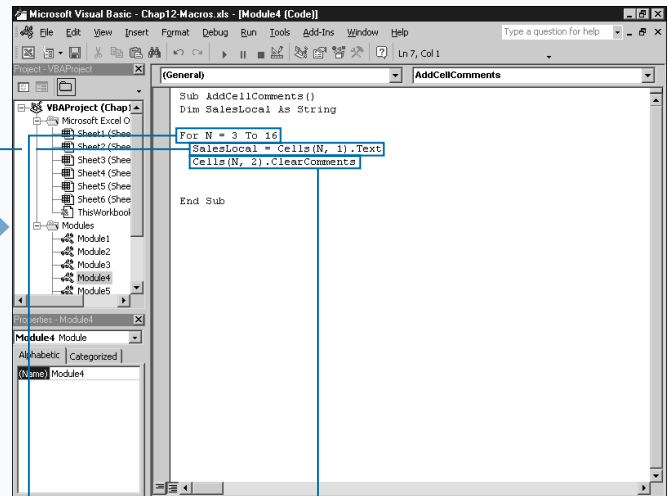 Microsoft Visual Basic - Chap12-Macros.xls - [Module4 (Code)]
File Edit View Insert Format Debug Run Tools Add-Ins Window Help
Type a question for help
Ln 7, Col 1
Project - VBAProject
(General)
AddCellComments
VBAProject (Chap1
Microsoft Excel O
Sheet1 (Shee
Sheet2 (Shee
Sheet3 (Shee
Sheet4 (Shee
Sheet5 (Shee
Sheet6 (Shee
ThisWorkbook
Modules
Module1
Module2
Module3
Module4
Module5
Sub AddCellComments()
Dim SalesLocal As String
For N = 3 To 16
SalesLocal = Cells(N, 1).Text
Cells(N, 2).ClearComments
End Sub
Properties - Module4
Module4 Module
Alphabetic Categorized
(Name) Module4